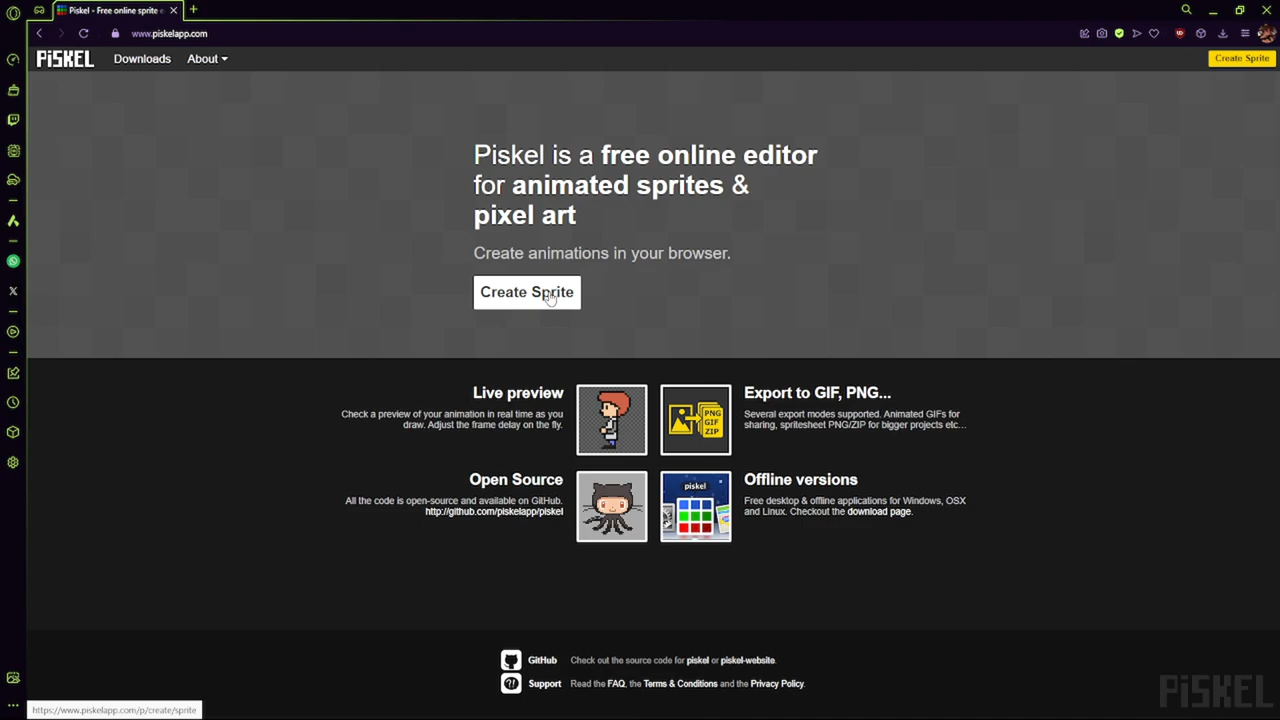 Piskel - Free online sprite e
www.piskelapp.com
PiSKEL Downloads About
Create Sprite
Piskel is a free online editor
for animated sprites &
pixel art
Create animations in your browser.
Create Sprite
Live preview
Check a preview of your animation in real time as you
draw. Adjust the frame delay on the fly.
PNG
GIF
ZIP
Export to GIF, PNG...
Several export modes supported. Animated GIFs for
sharing, spritesheet PNG/ZIP for bigger projects etc...
Open Source
All the code is open-source and available on GitHub.
http://github.com/piskelapp/piskel
piskel
Offline versions
Free desktop & offline applications for Windows, OSX
and Linux. Checkout the download page.
GitHub Check out the source code for piskel or piskel-website.
Support Read the FAQ, the Terms & Conditions and the Privacy Policy.
PiSKEL
https://www.piskelapp.com/p/create/sprite